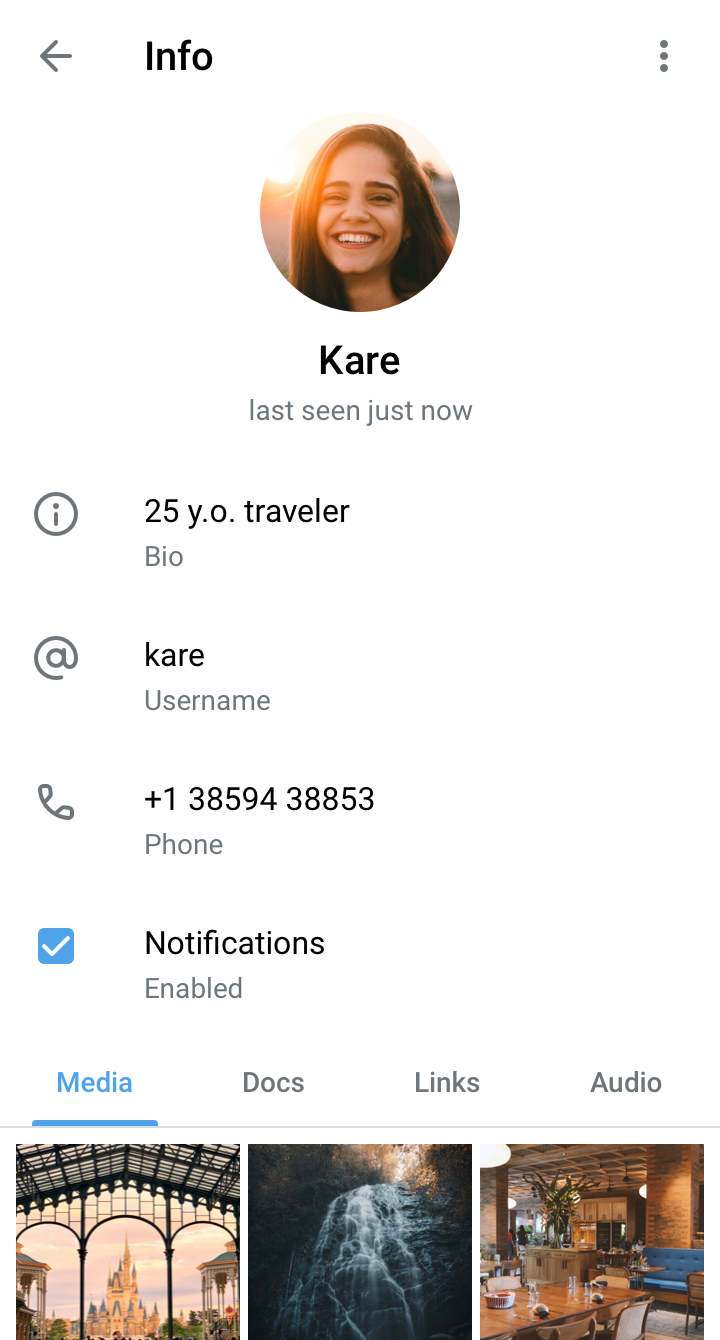 Info
Kare
last seen just now
25 y.o. traveler
Bio
kare
Username
+1 38594 38853
Phone
Notifications
Enabled
Media Docs Links Audio